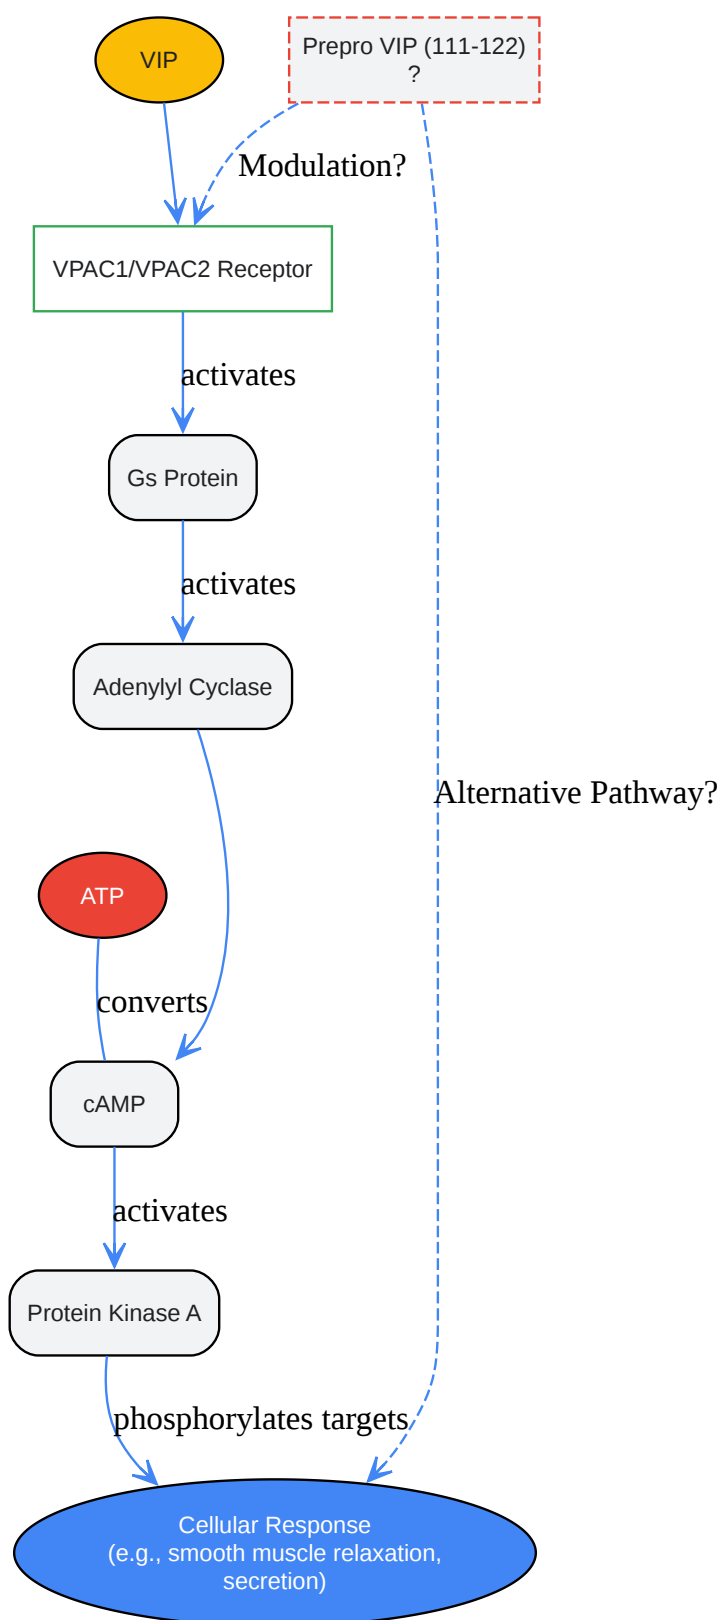 VIP
Prepro VIP (111-122)
?
Modulation?
VPAC1/VPAC2 Receptor
activates
Gs Protein
activates
Adenylyl Cyclase
Alternative Pathway?
ATP
converts
cAMP
activates
Protein Kinase A
phosphorylates targets
Cellular Response
(e.g., smooth muscle relaxation,
secretion)